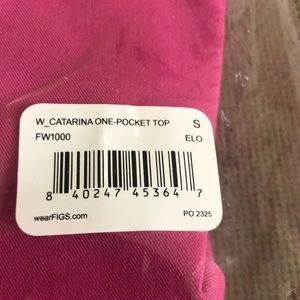 W_CATARINA ONE-POCKET TOP S
FW1000 ELO
8 40247 45364 7
wearFIGS.com PO 2325